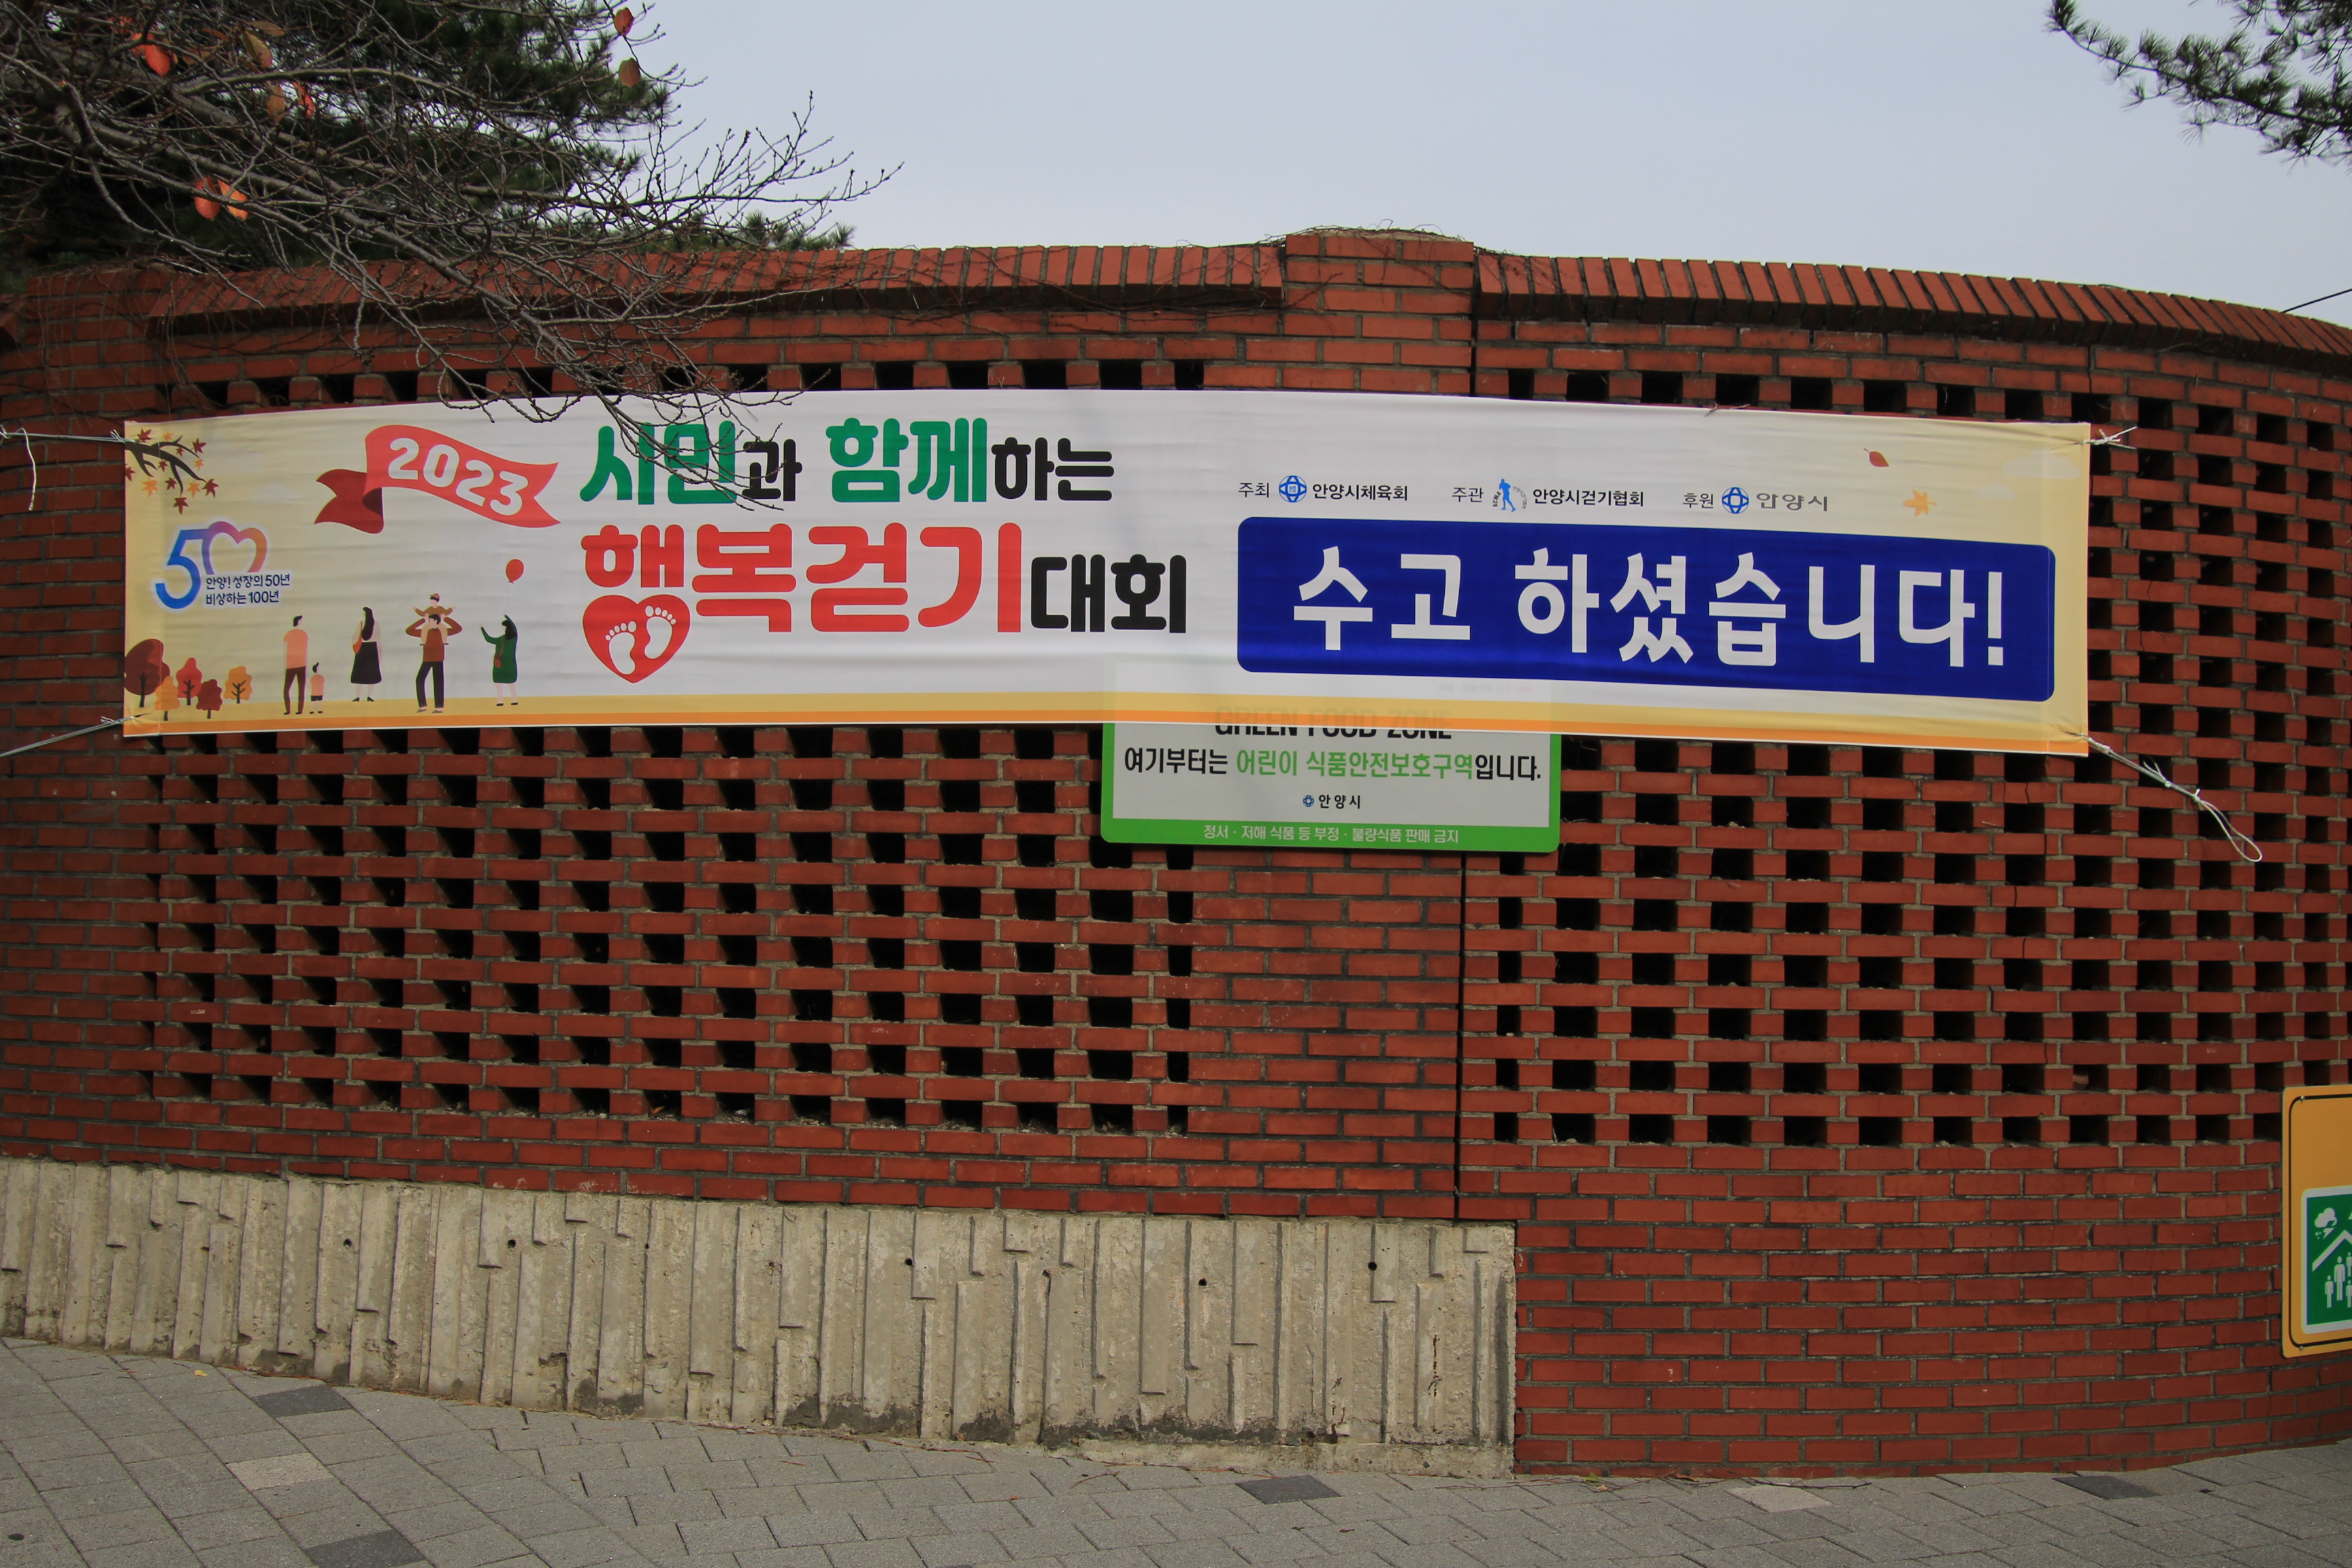 2023
시민과 함께하는
행복걷기대회
50
안양! 성장의 50년
비상하는 100년
주최 안양시체육회 주관 안양시걷기협회 후원 안양시
수고 하셨습니다!
GREEN FOOD ZONE
여기부터는 어린이 식품안전보호구역입니다.
안양시
정서·저해 식품 등 부정·불량식품 판매 금지